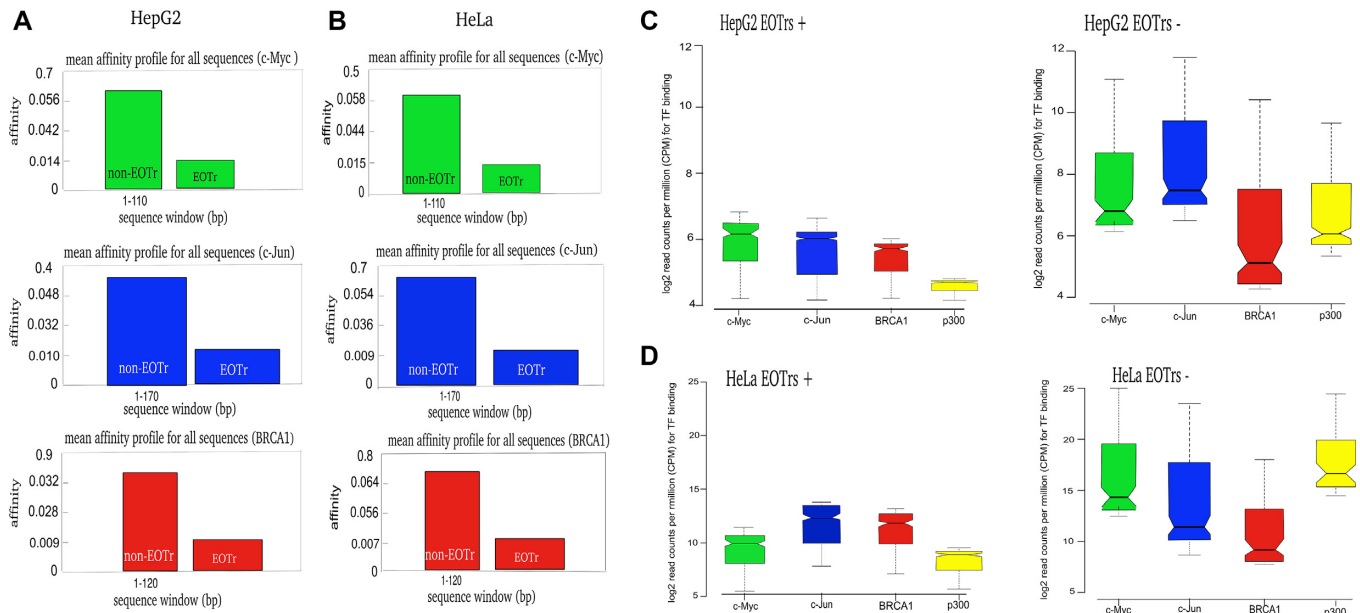 A
HepG2
mean affinity profile for all sequences (c-Myc )
affinity
0.7
0.056
0.042
0.014
0
non-EOTr
EOTr
1-110
sequence window (bp)
mean affinity profile for all sequences (c-Jun)
affinity
0.4
0.048
0.032
0.010
0
non-EOTr
EOTr
1-170
sequence window (bp)
mean affinity profile for all sequences (BRCA1)
affinity
0.9
0.032
0.028
0.009
0
non-EOTr
EOTr
1-120
sequence window (bp)
B
HeLa
mean affinity profile for all sequences (c-Myc)
affinity
0.5
0.058
0.042
0.015
0
non-EOTr
EOTr
1-110
sequence window (bp)
mean affinity profile for all sequences (c-Jun)
affinity
0.7
0.048
0.032
0.009
0
non-EOTr
EOTr
1-170
sequence window (bp)
mean affinity profile for all sequences (BRCA1)
affinity
0.8
0.064
0.056
0.007
0
non-EOTr
EOTr
1-120
sequence window (bp)
C
HepG2 EOTrs +
log2 read counts per rmillion (CPM) for TF binding
12
10
8
6
4
c-Myc
c-Jun
BRCA1
p300
HepG2 EOTrs -
log2 read counts per rmillion (CPM) for TF binding
12
10
8
6
4
c-Myc
c-Jun
BRCA1
p300
D
HeLa EOTrs +
log2 read counts per rmillion (CPM) for TF binding
25
20
15
10
5
c-Myc
c-Jun
BRCA1
p300
HeLa EOTrs -
log2 read counts per rmillion (CPM) for TF binding
25
20
15
10
5
c-Myc
c-Jun
BRCA1
p300